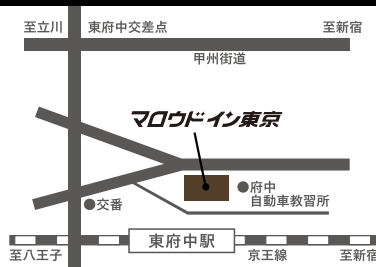 至立川
東府中交差点
至新宿
甲州街道
マロウドイン東京
府中
自動車教習所
交番
東府中駅
至八王子
京王線
至新宿